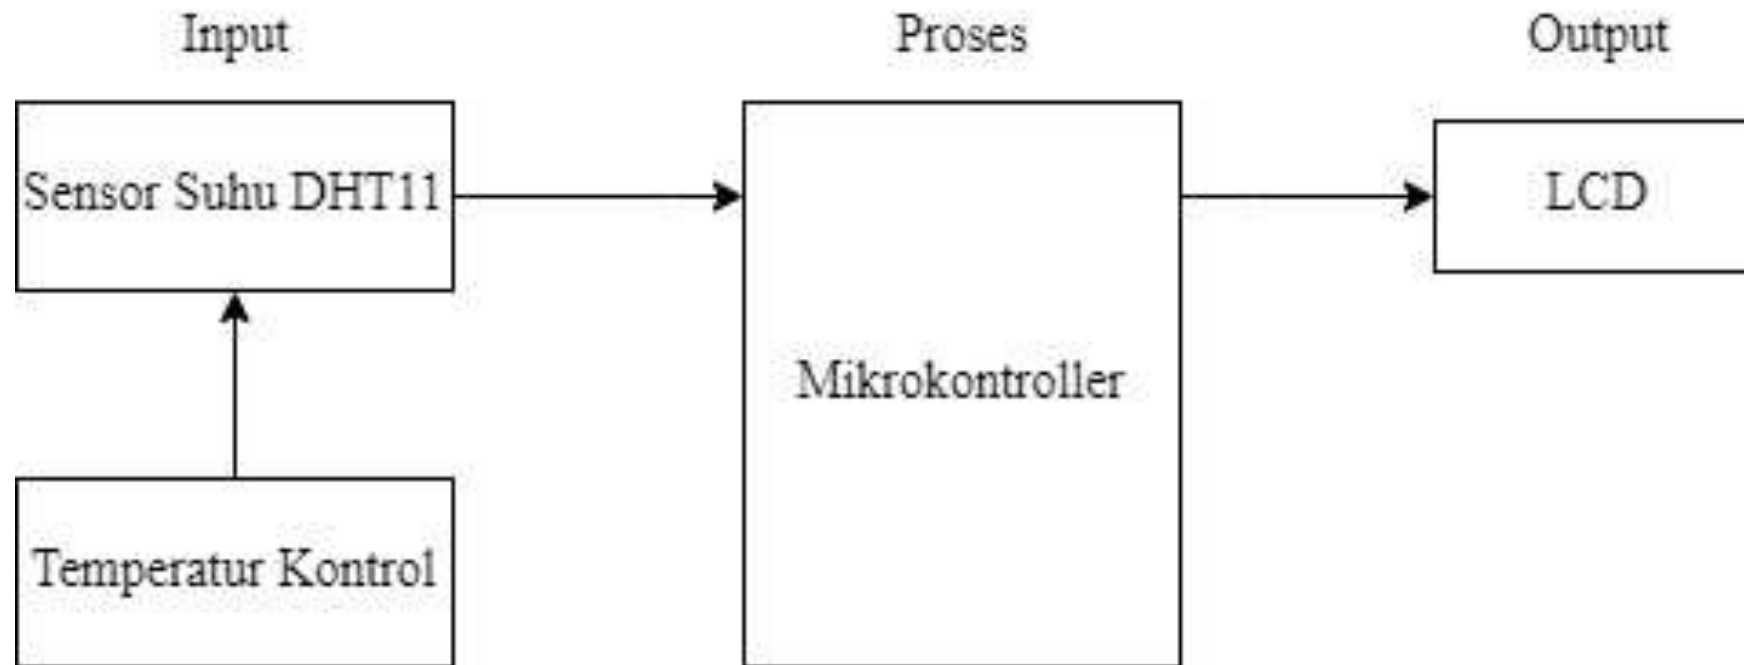 Input
Proses
Output
Sensor Suhu DHT11
LCD
Mikrokontroller
Temperatur Kontrol